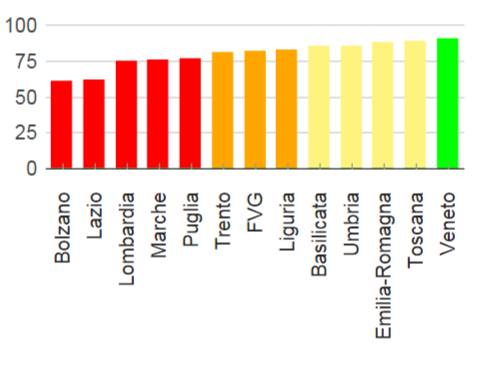 100
75
50
25
0
Bolzano
Lazio
Lombardia
Marche
Puglia
Trento
FVG
Liguria
Basilicata
Umbria
Emilia-Romagna
Toscana
Veneto